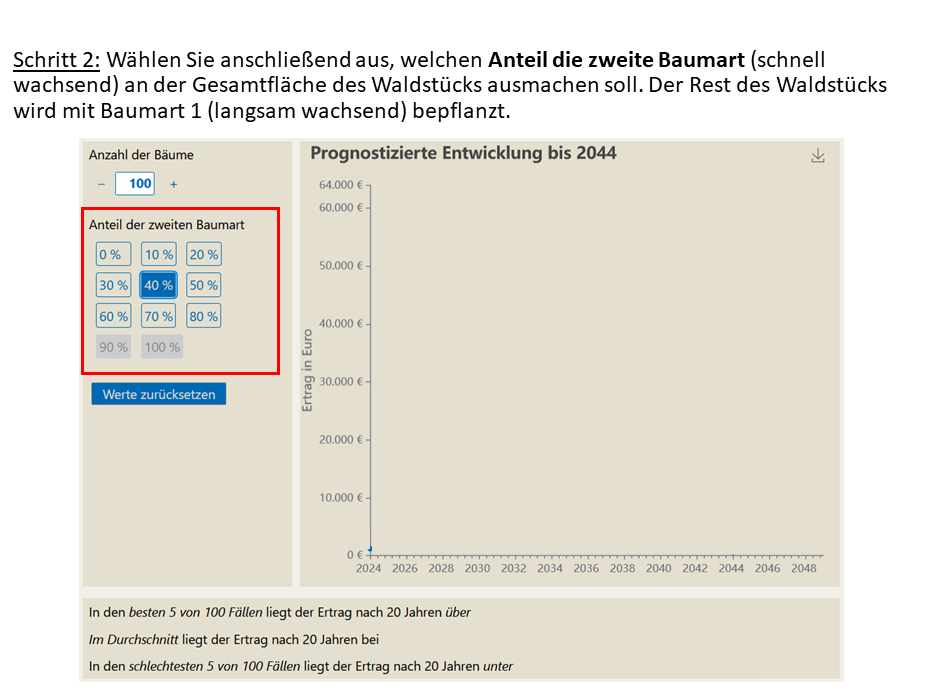 Schritt 2: Wählen Sie anschließend aus, welchen Anteil die zweite Baumart (schnell
wachsend) an der Gesamtfläche des Waldstücks ausmachen soll. Der Rest des Waldstücks
wird mit Baumart 1 (langsam wachsend) bepflanzt.
Anzahl der Bäume
− 100 +
Anteil der zweiten Baumart
0 % 10 % 20 %
30 % 40 % 50 %
60 % 70 % 80 %
90 % 100 %
Werte zurücksetzen
Prognostizierte Entwicklung bis 2044
Ertrag in Euro
64.000 €
60.000 €
50.000 €
40.000 €
30.000 €
20.000 €
10.000 €
0 €
2024 2026 2028 2030 2032 2034 2036 2038 2040 2042 2044 2046 2048
In den besten 5 von 100 Fällen liegt der Ertrag nach 20 Jahren über
Im Durchschnitt liegt der Ertrag nach 20 Jahren bei
In den schlechtesten 5 von 100 Fällen liegt der Ertrag nach 20 Jahren unter